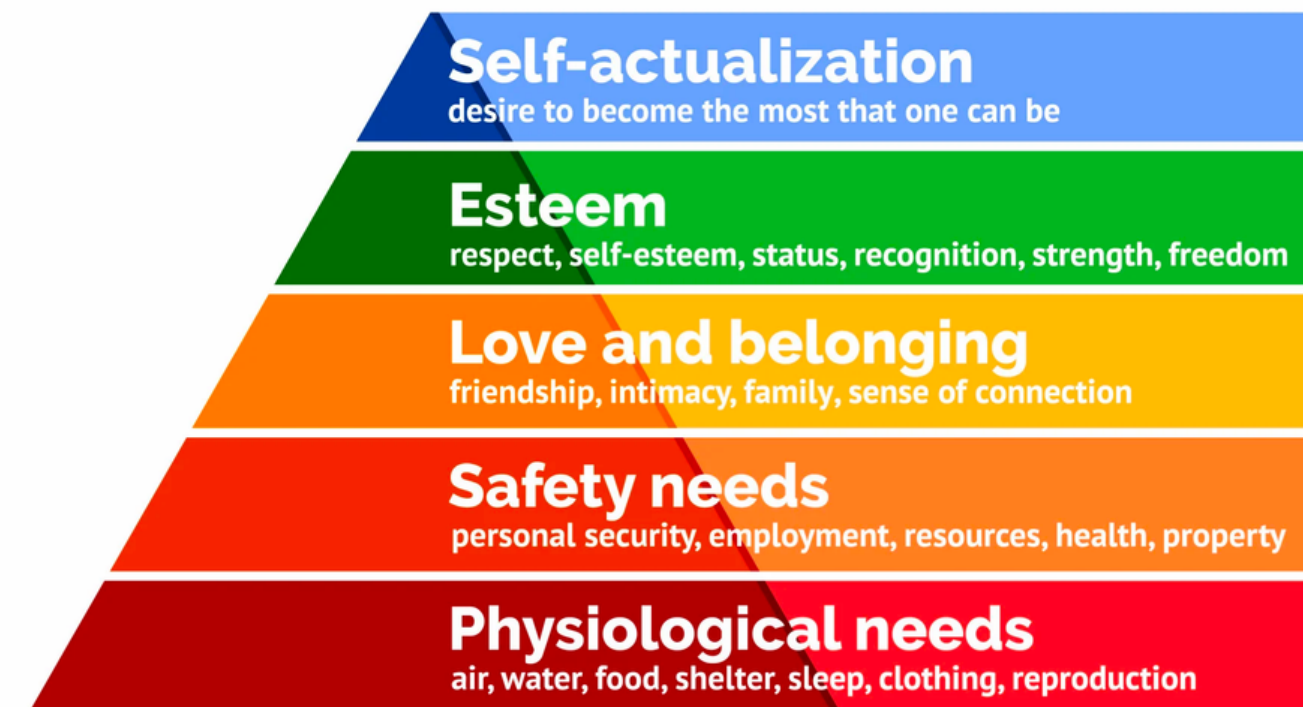 Self-actualization
desire to become the most that one can be
Esteem
respect, self-esteem, status, recognition, strength, freedom
Love and belonging
friendship, intimacy, family, sense of connection
Safety needs
personal security, employment, resources, health, property
Physiological needs
air, water, food, shelter, sleep, clothing, reproduction